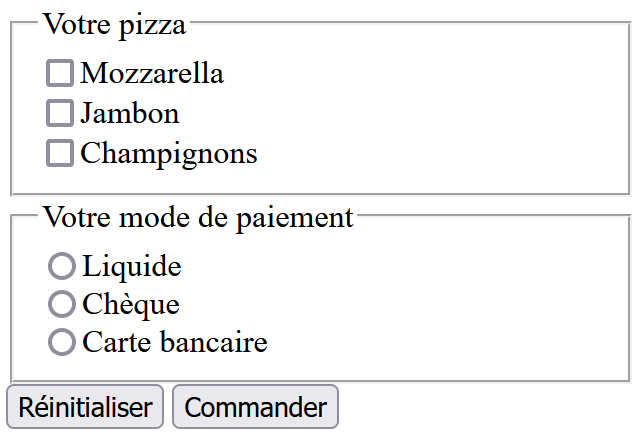 Votre pizza
Mozzarella
Jambon
Champignons
Votre mode de paiement
Liquide
Chèque
Carte bancaire
Réinitialiser Commander